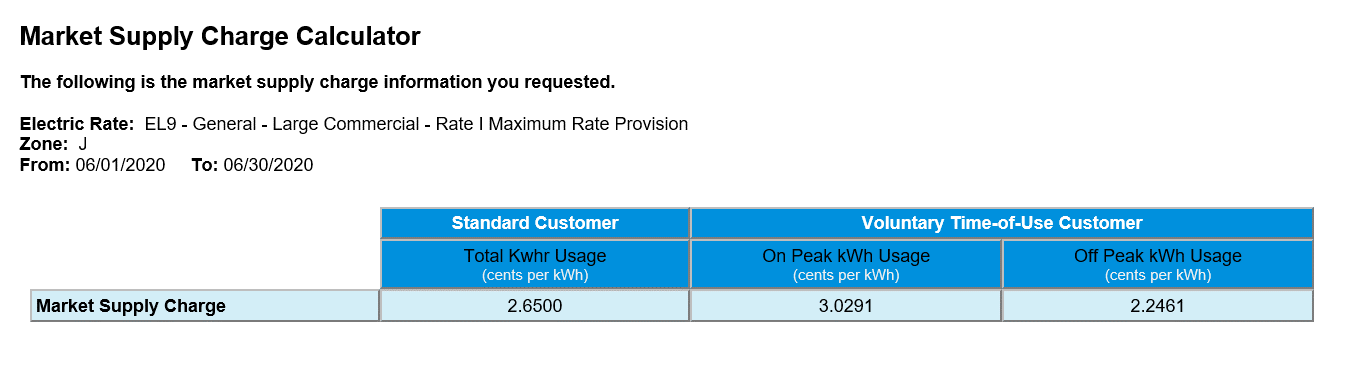 Market Supply Charge Calculator
The following is the market supply charge information you requested.
Electric Rate: EL9 - General - Large Commercial - Rate I Maximum Rate Provision
Zone: J
From: 06/01/2020 To: 06/30/2020
Standard Customer Voluntary Time-of-Use Customer
Total Kwhr Usage On Peak kWh Usage Off Peak kWh Usage
(cents per kWh) (cents per kWh) (cents per kWh)
Market Supply Charge 2.6500 3.0291 2.2461